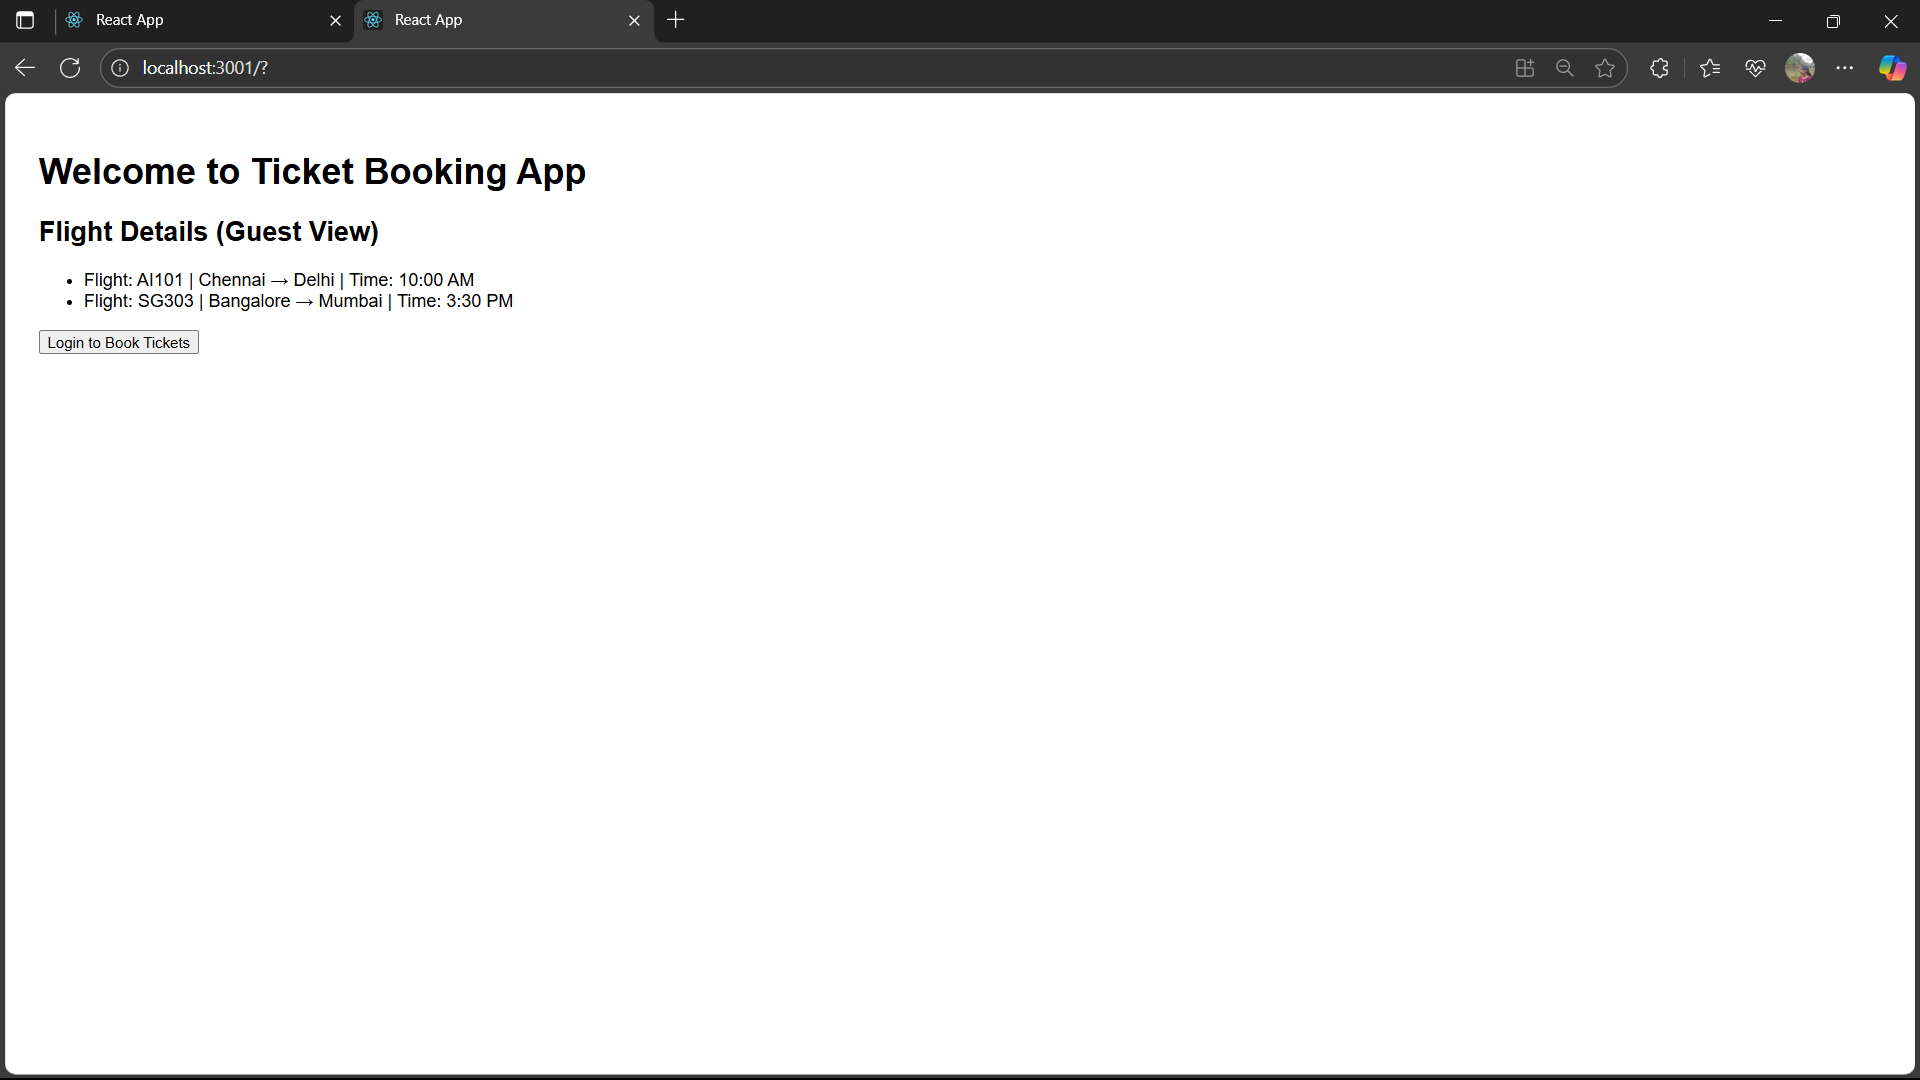 React App
React App
localhost:3001/?
Welcome to Ticket Booking App
Flight Details (Guest View)
• Flight: AI101 | Chennai → Delhi | Time: 10:00 AM
• Flight: SG303 | Bangalore → Mumbai | Time: 3:30 PM
Login to Book Tickets